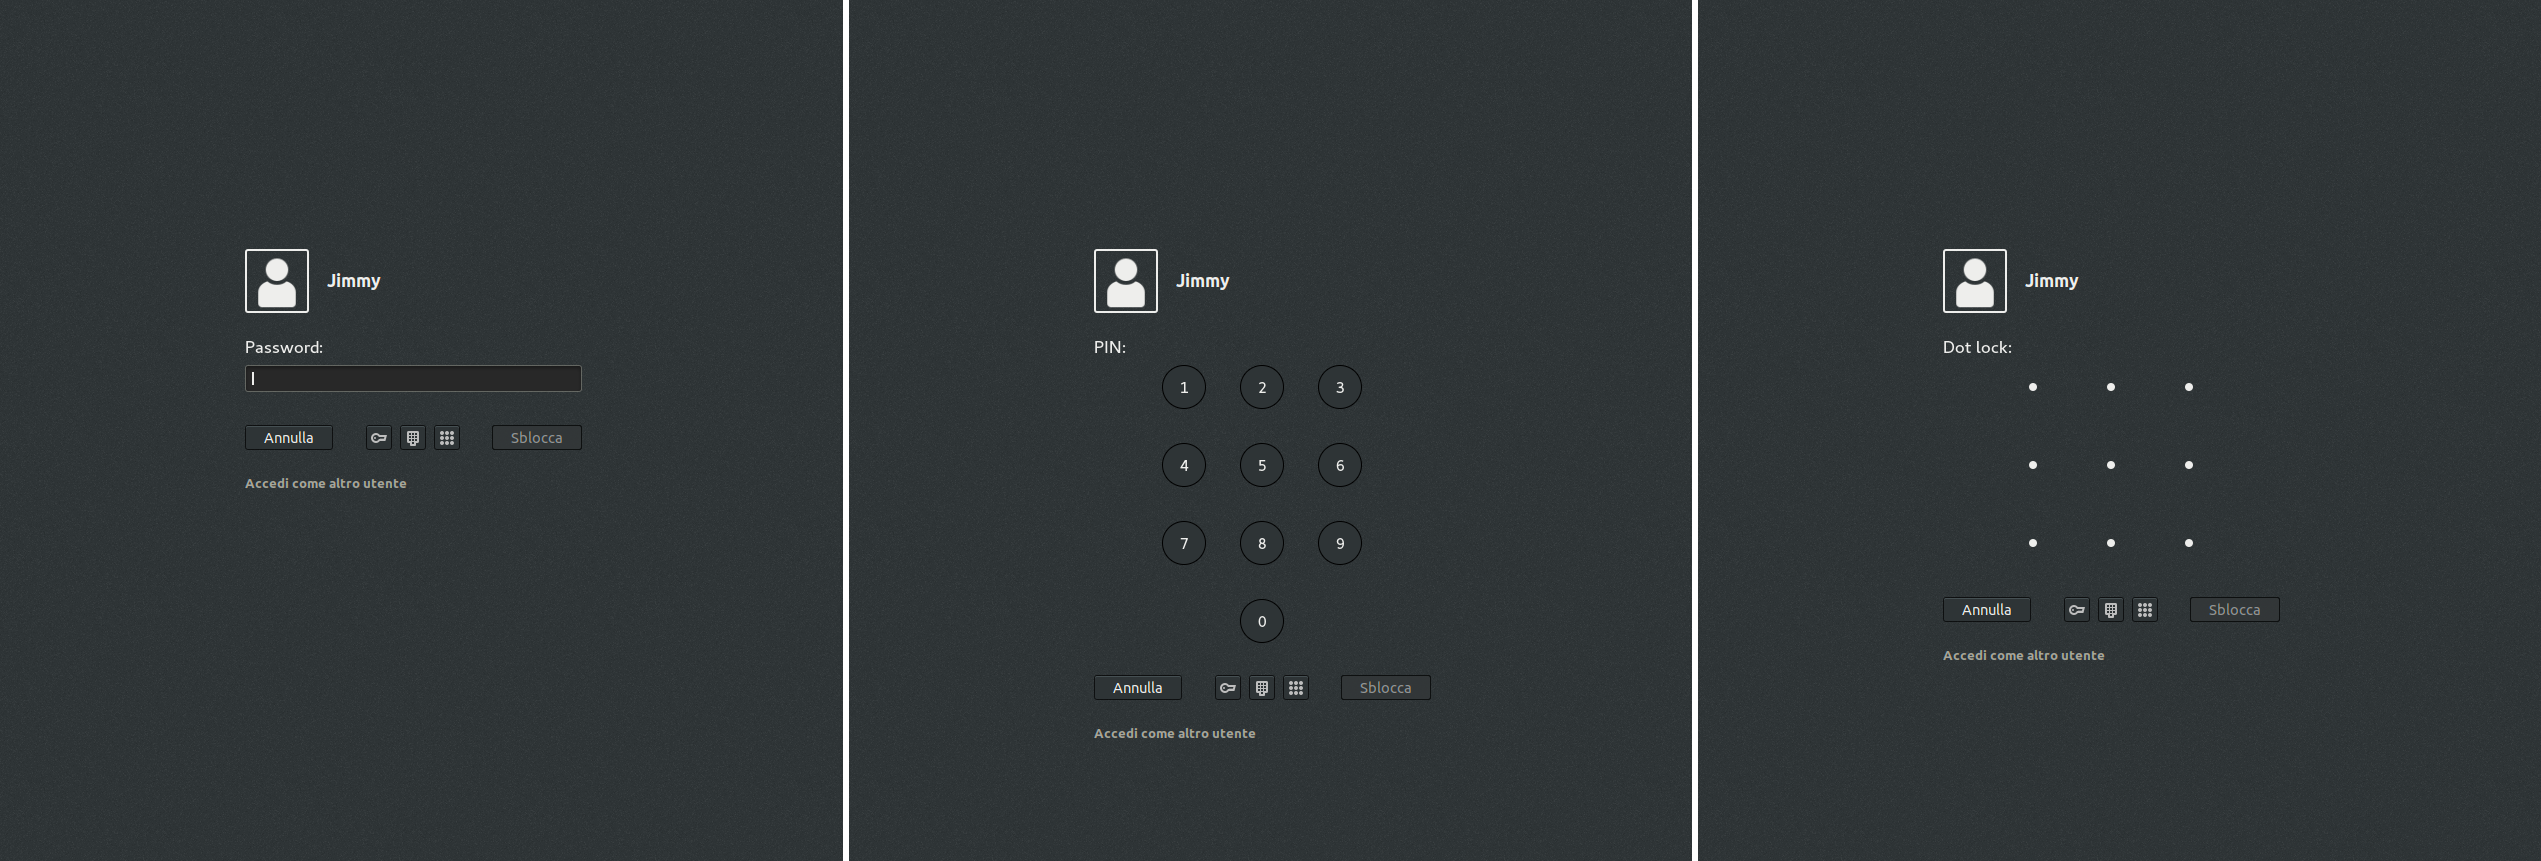 Jimmy
Password:
Annulla Sblocca
Accedi come altro utente
Jimmy
PIN:
1 2 3
4 5 6
7 8 9
0
Annulla Sblocca
Accedi come altro utente
Jimmy
Dot lock:
Annulla Sblocca
Accedi come altro utente